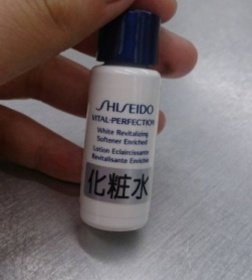 SHISEIDO
VITAL-PERFECTION
White Revitalizing
Softener Enriched
Lotion Eclaircissante
Revitalisante Enrichie
化粧水